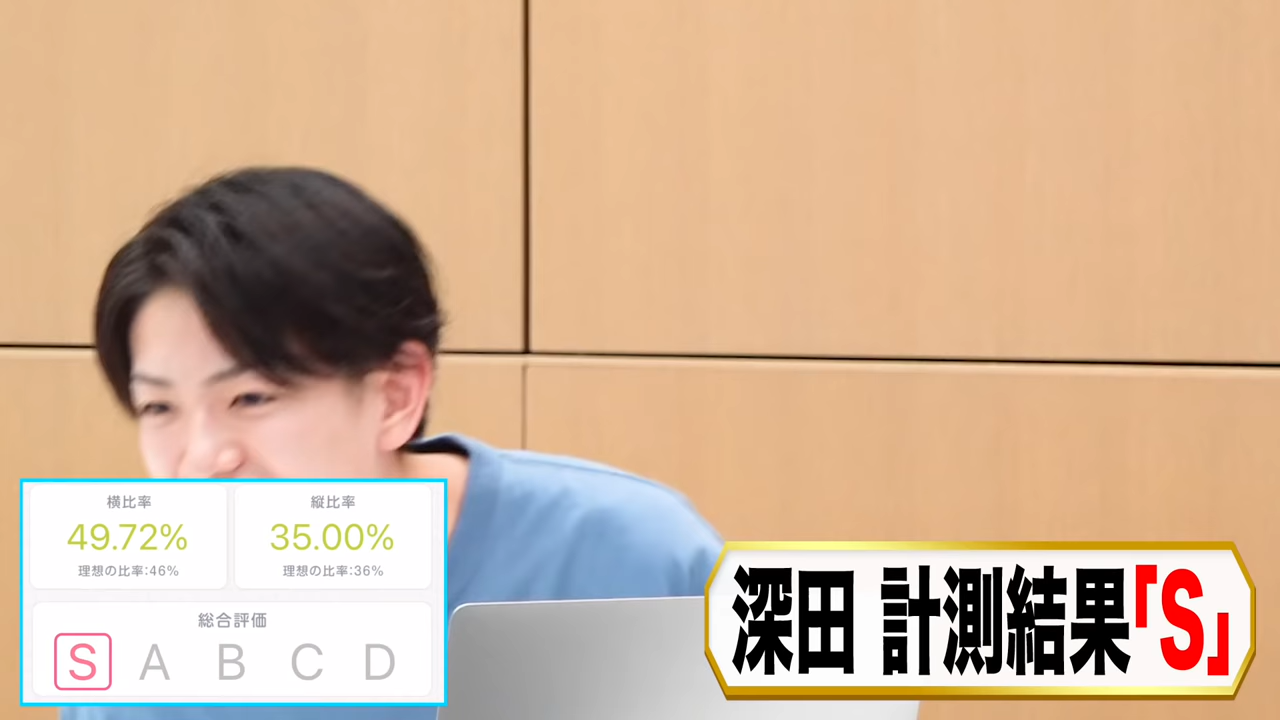 横比率
49.72%
理想の比率:46%
縦比率
35.00%
理想の比率:36%
総合評価
S A B C D
深田 計測結果「S」